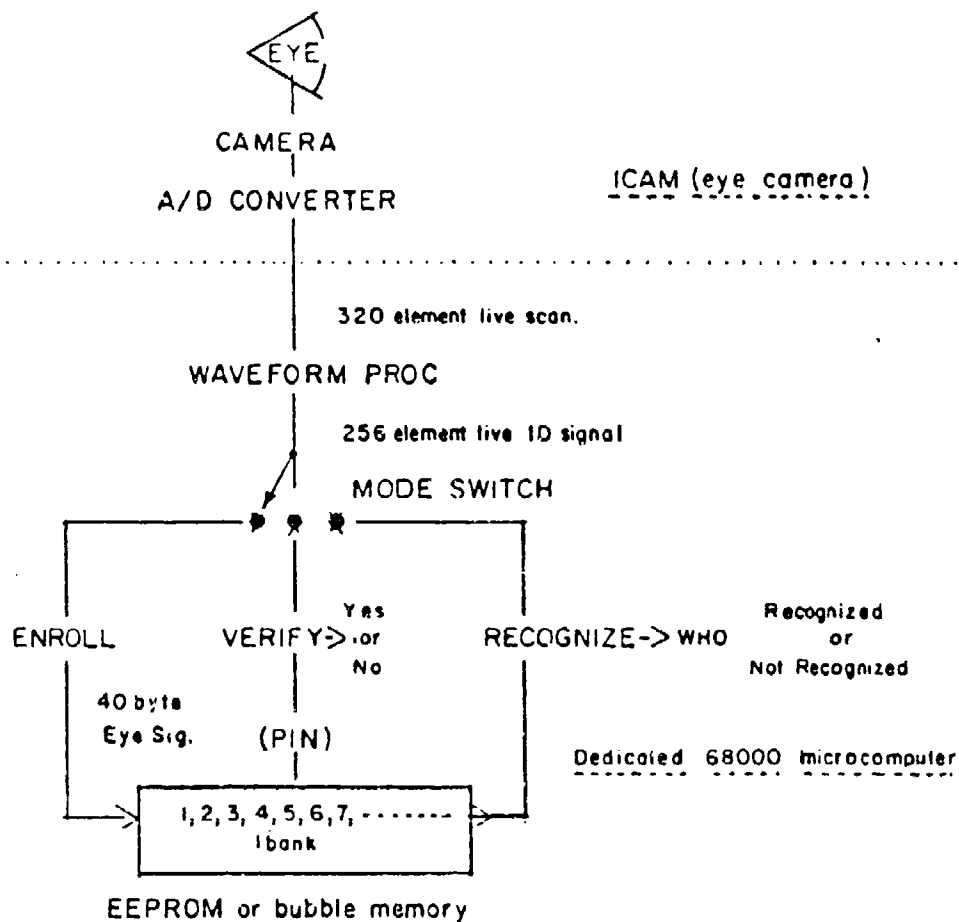 EYE
CAMERA
A/D CONVERTER
ICAM (eye camera)
320 element live scan.
WAVEFORM PROC
256 element live ID signal
MODE SWITCH
ENROLL
VERIFY->
Yes
or
No
RECOGNIZE-> WHO
Recognized
or
Not Recognized
40 byte
Eye Sig.
(PIN)
Dedicated 68000 microcomputer
1, 2, 3, 4, 5, 6, 7, - - - - - - -
1 bank
EEPROM or bubble memory